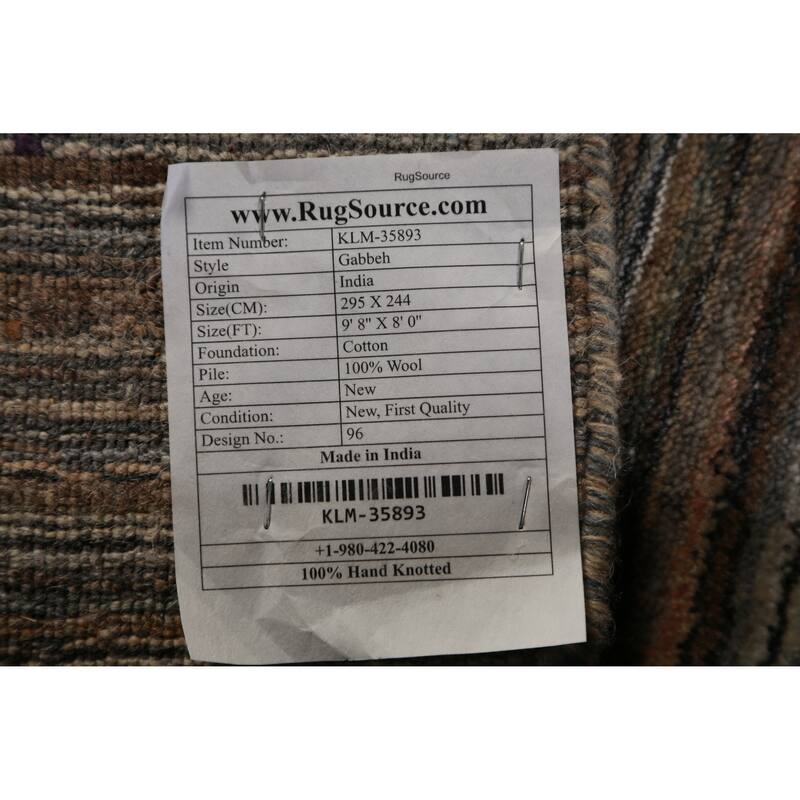 RugSource
www.RugSource.com
Item Number: KLM-35893
Style Gabbeh
Origin India
Size(CM): 295 X 244
Size(FT): 9' 8" X 8' 0"
Foundation: Cotton
Pile: 100% Wool
Age: New
Condition: New, First Quality
Design No.: 96
Made in India
KLM-35893
+1-980-422-4080
100% Hand Knotted